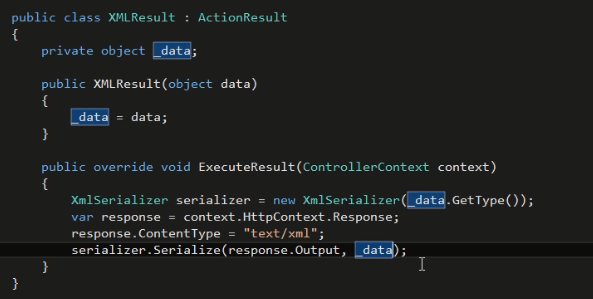 public class XMLResult : ActionResult
{
    private object _data;

    public XMLResult(object data)
    {
        _data = data;
    }

    public override void ExecuteResult(ControllerContext context)
    {
        XmlSerializer serializer = new XmlSerializer(_data.GetType());
        var response = context.HttpContext.Response;
        response.ContentType = "text/xml";
        serializer.Serialize(response.Output, _data);
    }
}